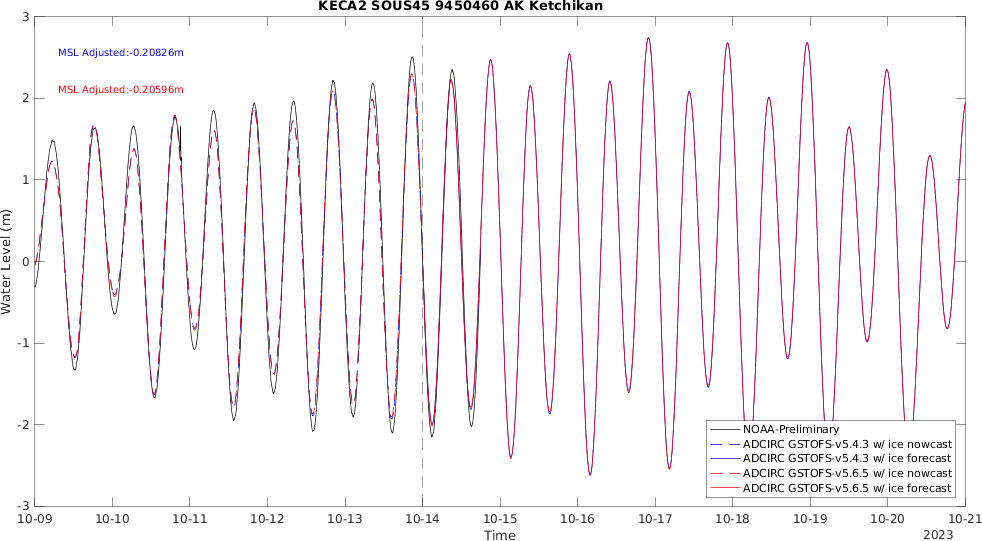 KECA2 SOUS45 9450460 AK Ketchikan
3
MSL Adjusted:-0.20826m
MSL Adjusted:-0.20596m
2
1
0
-1
-2
-3
Water Level (m)
NOAA-Preliminary
ADCIRC GSTOFS-v5.4.3 w/ ice nowcast
ADCIRC GSTOFS-v5.4.3 w/ ice forecast
ADCIRC GSTOFS-v5.6.5 w/ ice nowcast
ADCIRC GSTOFS-v5.6.5 w/ ice forecast
10-09 10-10 10-11 10-12 10-13 10-14 10-15 10-16 10-17 10-18 10-19 10-20 10-21
Time
2023